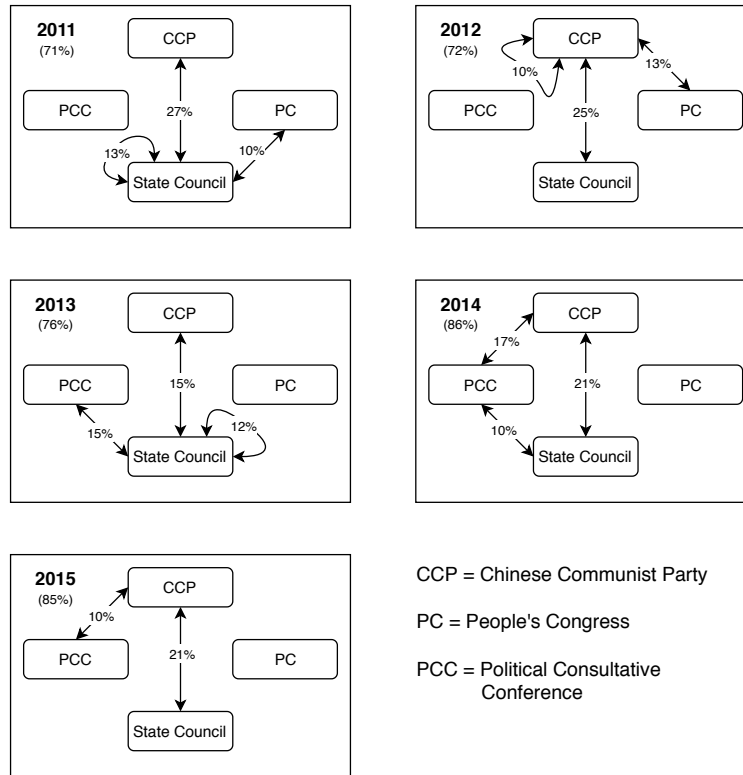 2011
(71%)
CCP
PCC
27%
PC
13%
10%
State Council
2012
(72%)
CCP
10%
13%
PCC
25%
PC
State Council
2013
(76%)
CCP
PCC
15%
PC
15%
12%
State Council
2014
(86%)
CCP
17%
PCC
21%
PC
10%
State Council
2015
(85%)
CCP
10%
PCC
21%
PC
State Council
CCP = Chinese Communist Party
PC = People's Congress
PCC = Political Consultative
Conference